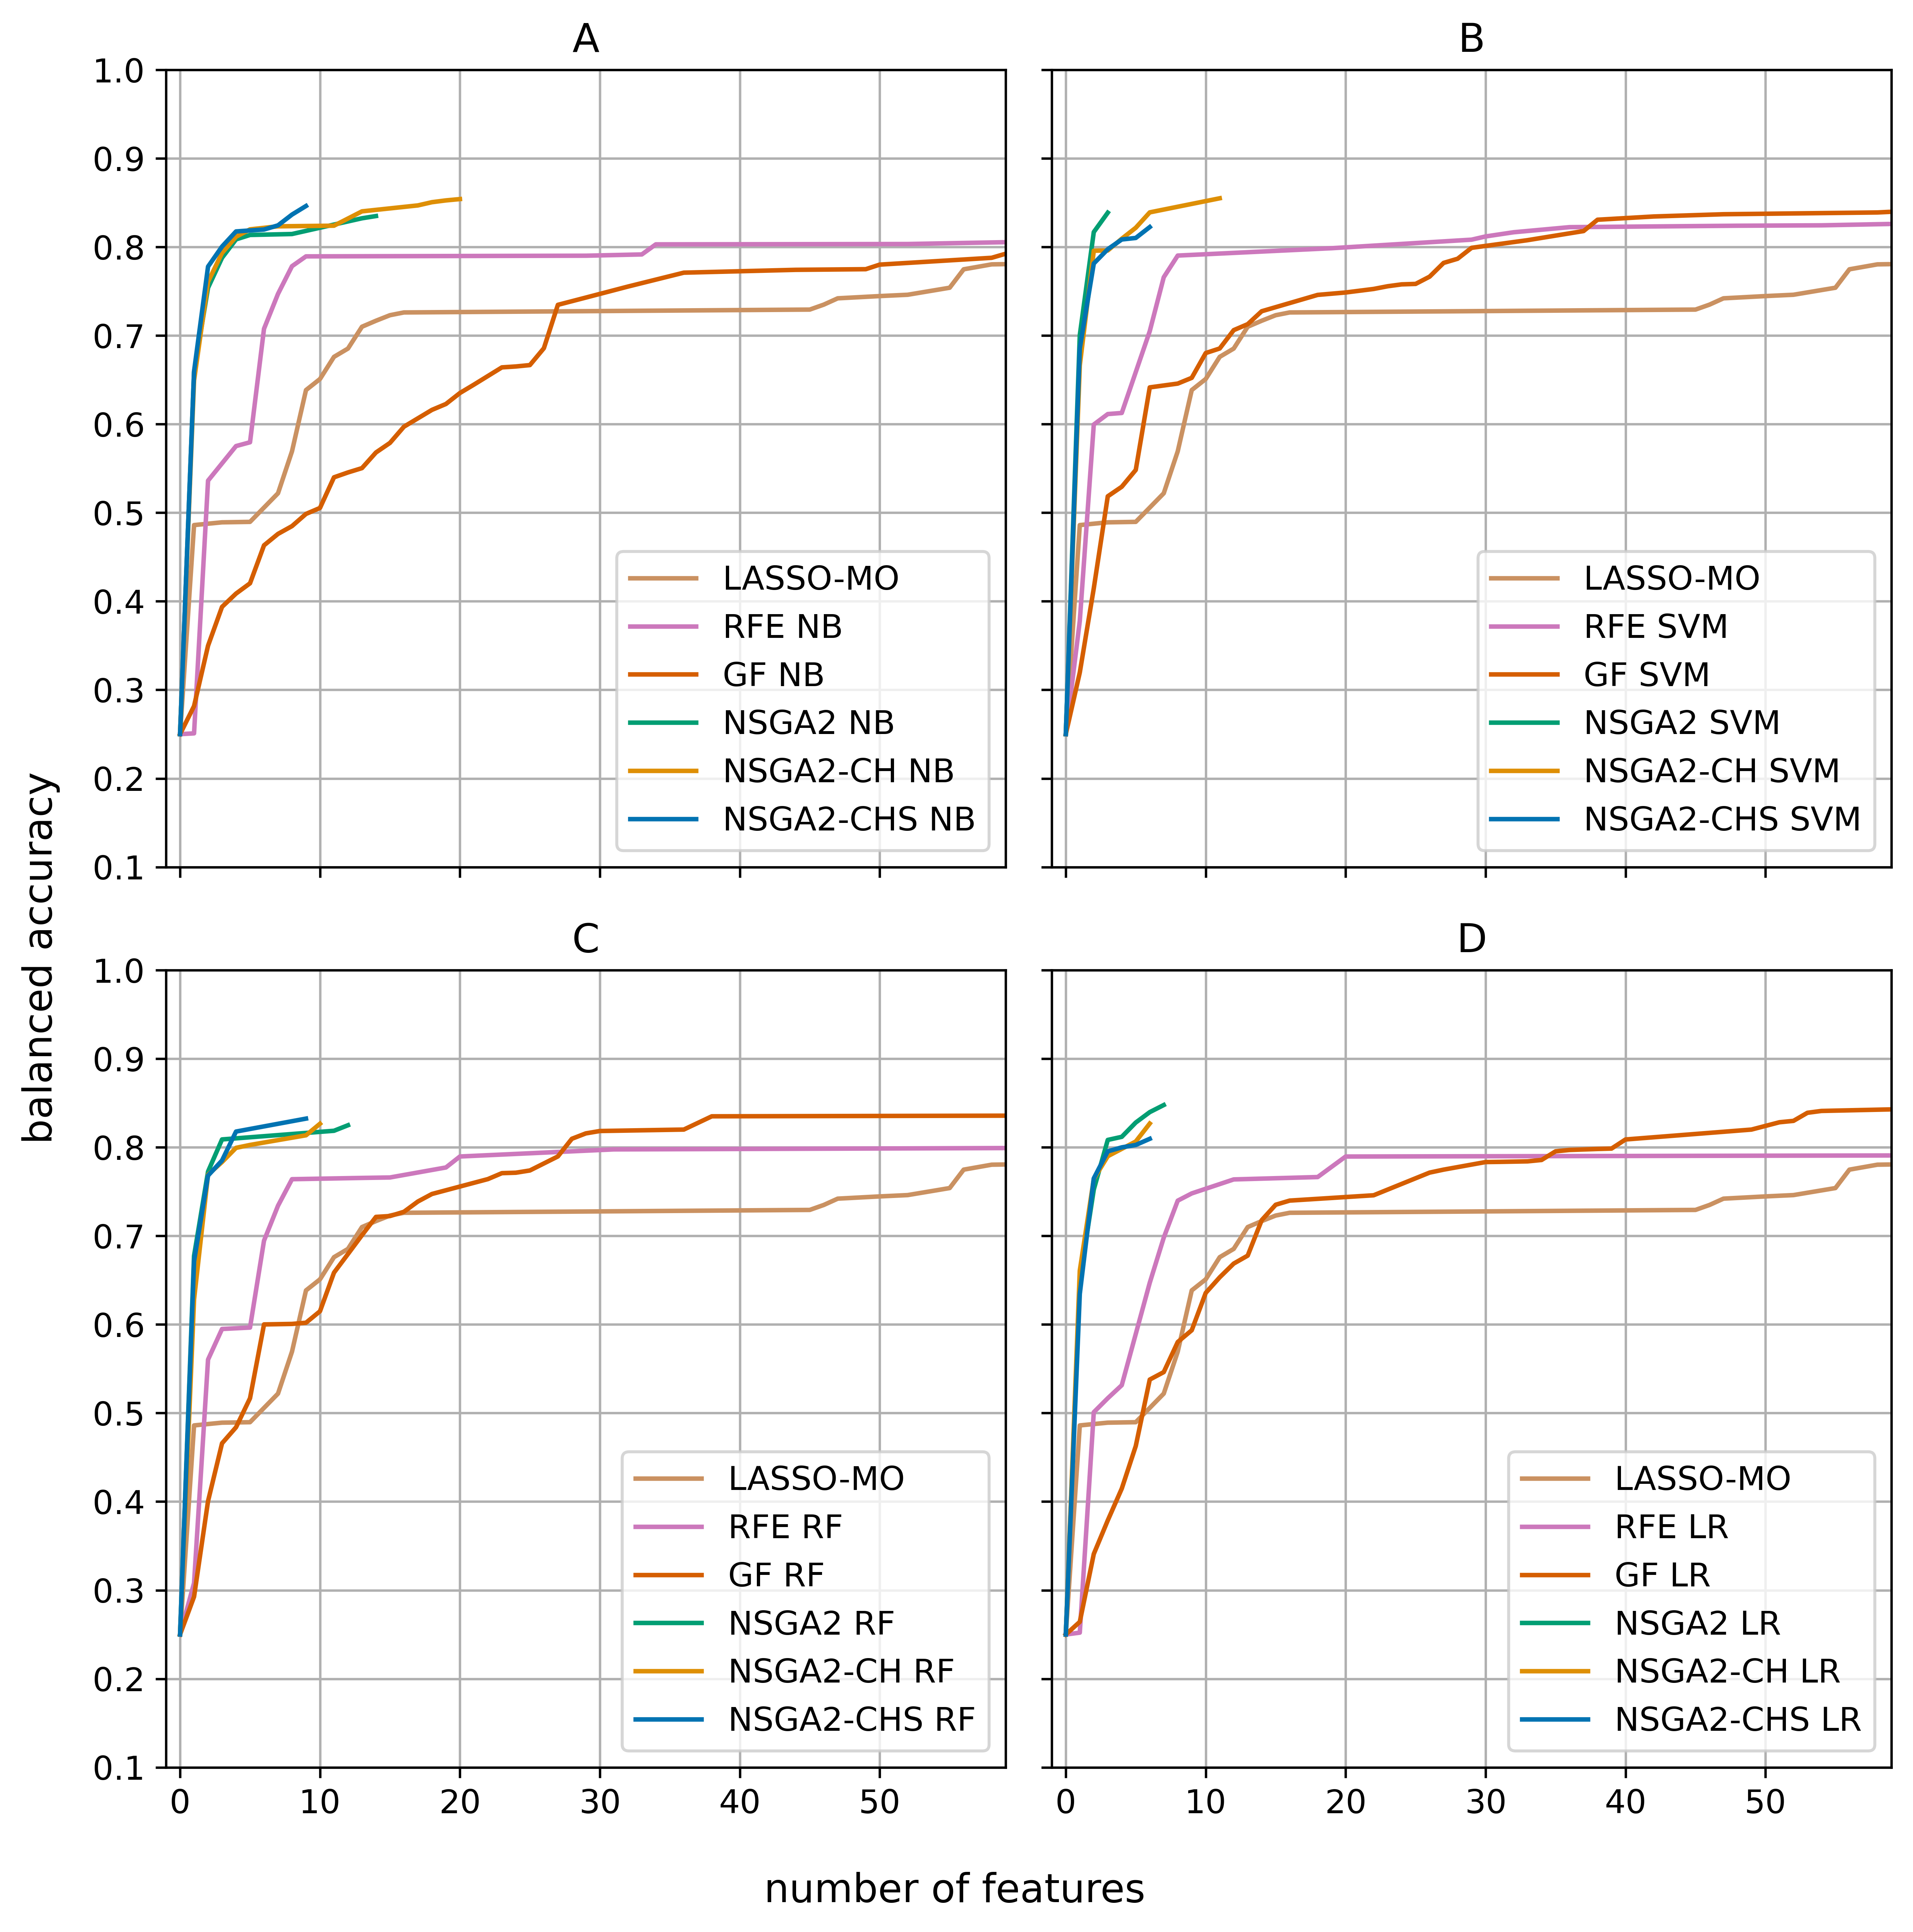 A
B
1.0
0.9
0.8
0.7
0.6
0.5
0.4
0.3
0.2
0.1
LASSO-MO
RFE NB
GF NB
NSGA2 NB
NSGA2-CH NB
NSGA2-CHS NB
LASSO-MO
RFE SVM
GF SVM
NSGA2 SVM
NSGA2-CH SVM
NSGA2-CHS SVM
balanced accuracy
C
D
1.0
0.9
0.8
0.7
0.6
0.5
0.4
0.3
0.2
0.1
LASSO-MO
RFE RF
GF RF
NSGA2 RF
NSGA2-CH RF
NSGA2-CHS RF
LASSO-MO
RFE LR
GF LR
NSGA2 LR
NSGA2-CH LR
NSGA2-CHS LR
0 10 20 30 40 50
0 10 20 30 40 50
number of features